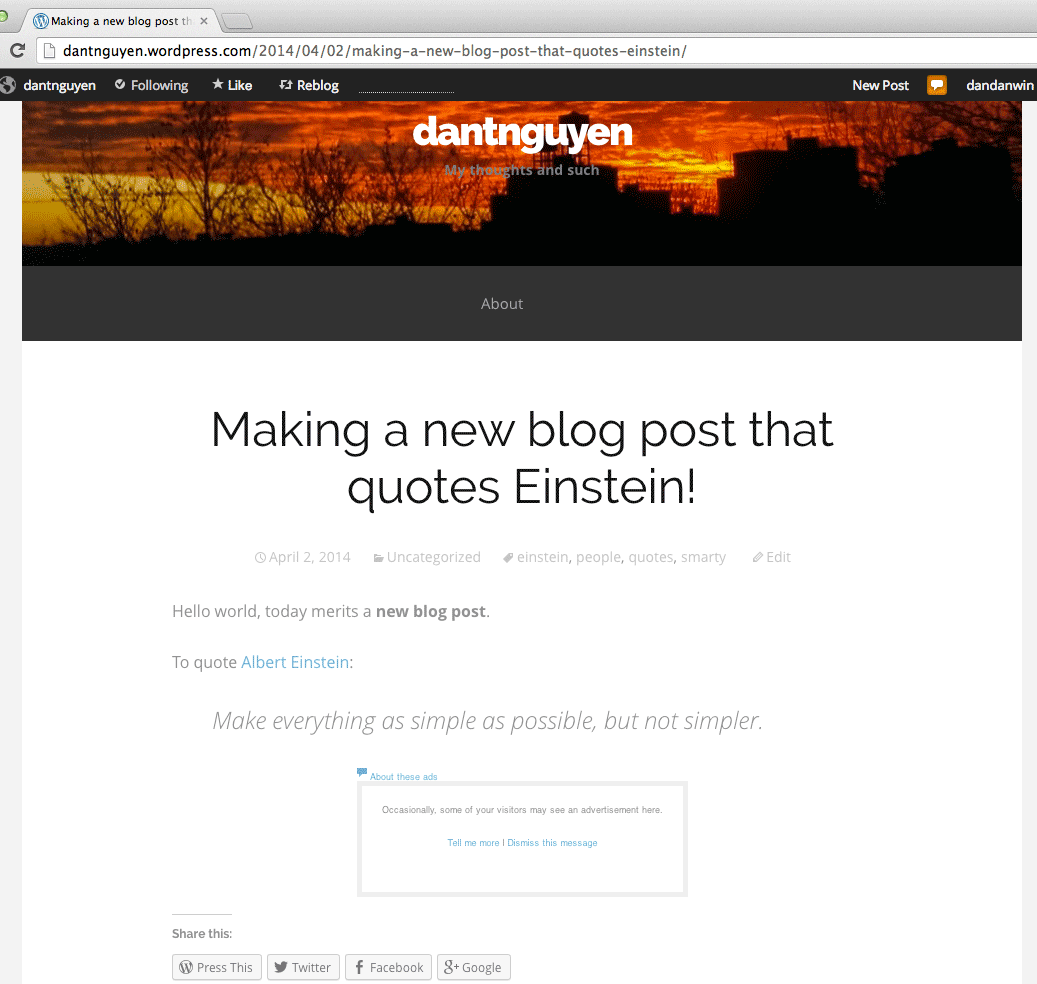 Making a new blog post th
dantnguyen.wordpress.com/2014/04/02/making-a-new-blog-post-that-quotes-einstein/
dantnguyen Following Like Reblog New Post dandanwin
dantnguyen
My thoughts and such
About
Making a new blog post that
quotes Einstein!
April 2, 2014 Uncategorized einstein, people, quotes, smarty Edit
Hello world, today merits a new blog post.
To quote Albert Einstein:
Make everything as simple as possible, but not simpler.
About these ads
Occasionally, some of your visitors may see an advertisement here.
Tell me more | Dismiss this message
Share this:
Press This Twitter Facebook Google